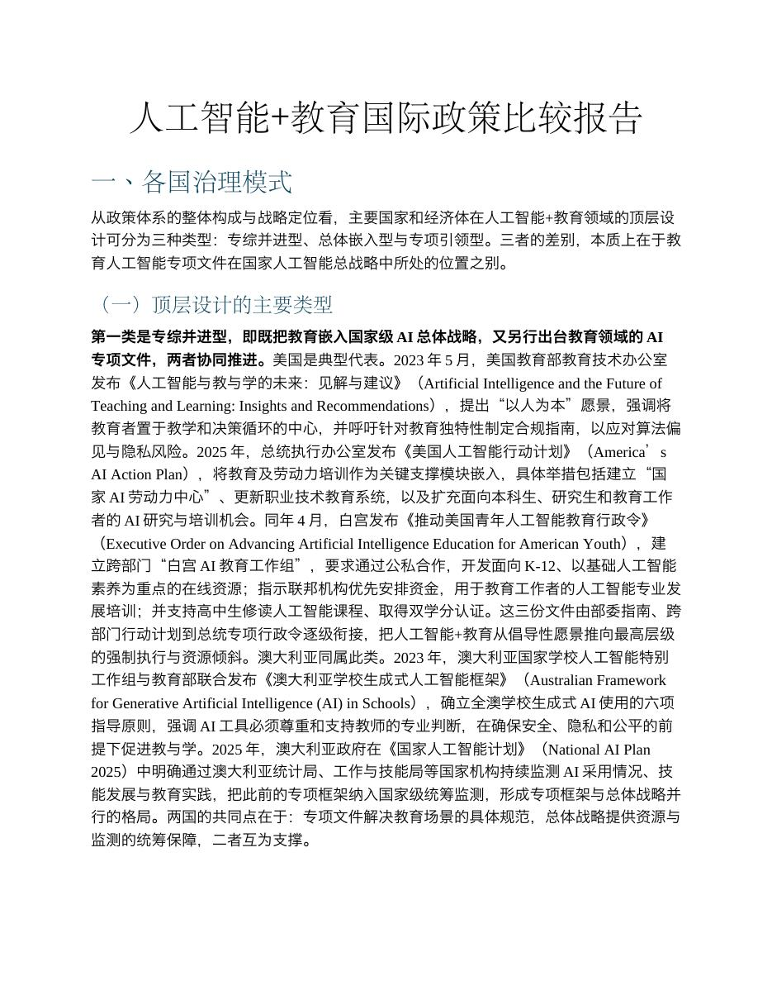 人工智能+教育国际政策比较报告
一、各国治理模式
从政策体系的整体构成与战略定位看，主要国家和经济体在人工智能+教育领域的顶层设
计可分为三种类型：专综并进型、总体嵌入型与专项引领型。三者的差别，本质上在于教
育人工智能专项文件在国家人工智能总战略中所处的位置之别。
（一）顶层设计的主要类型
第一类是专综并进型，即既把教育嵌入国家级 AI 总体战略，又另行出台教育领域的 AI
专项文件，两者协同推进。美国是典型代表。2023 年 5 月，美国教育部教育技术办公室
发布《人工智能与教与学的未来：见解与建议》（Artificial Intelligence and the Future of
Teaching and Learning: Insights and Recommendations），提出“以人为本”愿景，强调将
教育者置于教学和决策循环的中心，并呼吁针对教育独特性制定合规指南，以应对算法偏
见与隐私风险。2025 年，总统执行办公室发布《美国人工智能行动计划》（America’s
AI Action Plan），将教育及劳动力培训作为关键支撑模块嵌入，具体举措包括建立“国
家 AI 劳动力中心”、更新职业技术教育系统，以及扩充面向本科生、研究生和教育工作
者的 AI 研究与培训机会。同年 4 月，白宫发布《推动美国青年人工智能教育行政令》
（Executive Order on Advancing Artificial Intelligence Education for American Youth），建
立跨部门“白宫 AI 教育工作组”，要求通过公私合作，开发面向 K-12、以基础人工智能
素养为重点的在线资源；指示联邦机构优先安排资金，用于教育工作者的人工智能专业发
展培训；并支持高中生修读人工智能课程、取得双学分认证。这三份文件由部委指南、跨
部门行动计划到总统专项行政令逐级衔接，把人工智能+教育从倡导性愿景推向最高层级
的强制执行与资源倾斜。澳大利亚同属此类。2023 年，澳大利亚国家学校人工智能特别
工作组与教育部联合发布《澳大利亚学校生成式人工智能框架》（Australian Framework
for Generative Artificial Intelligence (AI) in Schools），确立全澳学校生成式 AI 使用的六项
指导原则，强调 AI 工具必须尊重和支持教师的专业判断，在确保安全、隐私和公平的前
提下促进教与学。2025 年，澳大利亚政府在《国家人工智能计划》（National AI Plan
2025）中明确通过澳大利亚统计局、工作与技能局等国家机构持续监测 AI 采用情况、技
能发展与教育实践，把此前的专项框架纳入国家级统筹监测，形成专项框架与总体战略并
行的格局。两国的共同点在于：专项文件解决教育场景的具体规范，总体战略提供资源与
监测的统筹保障，二者互为支撑。